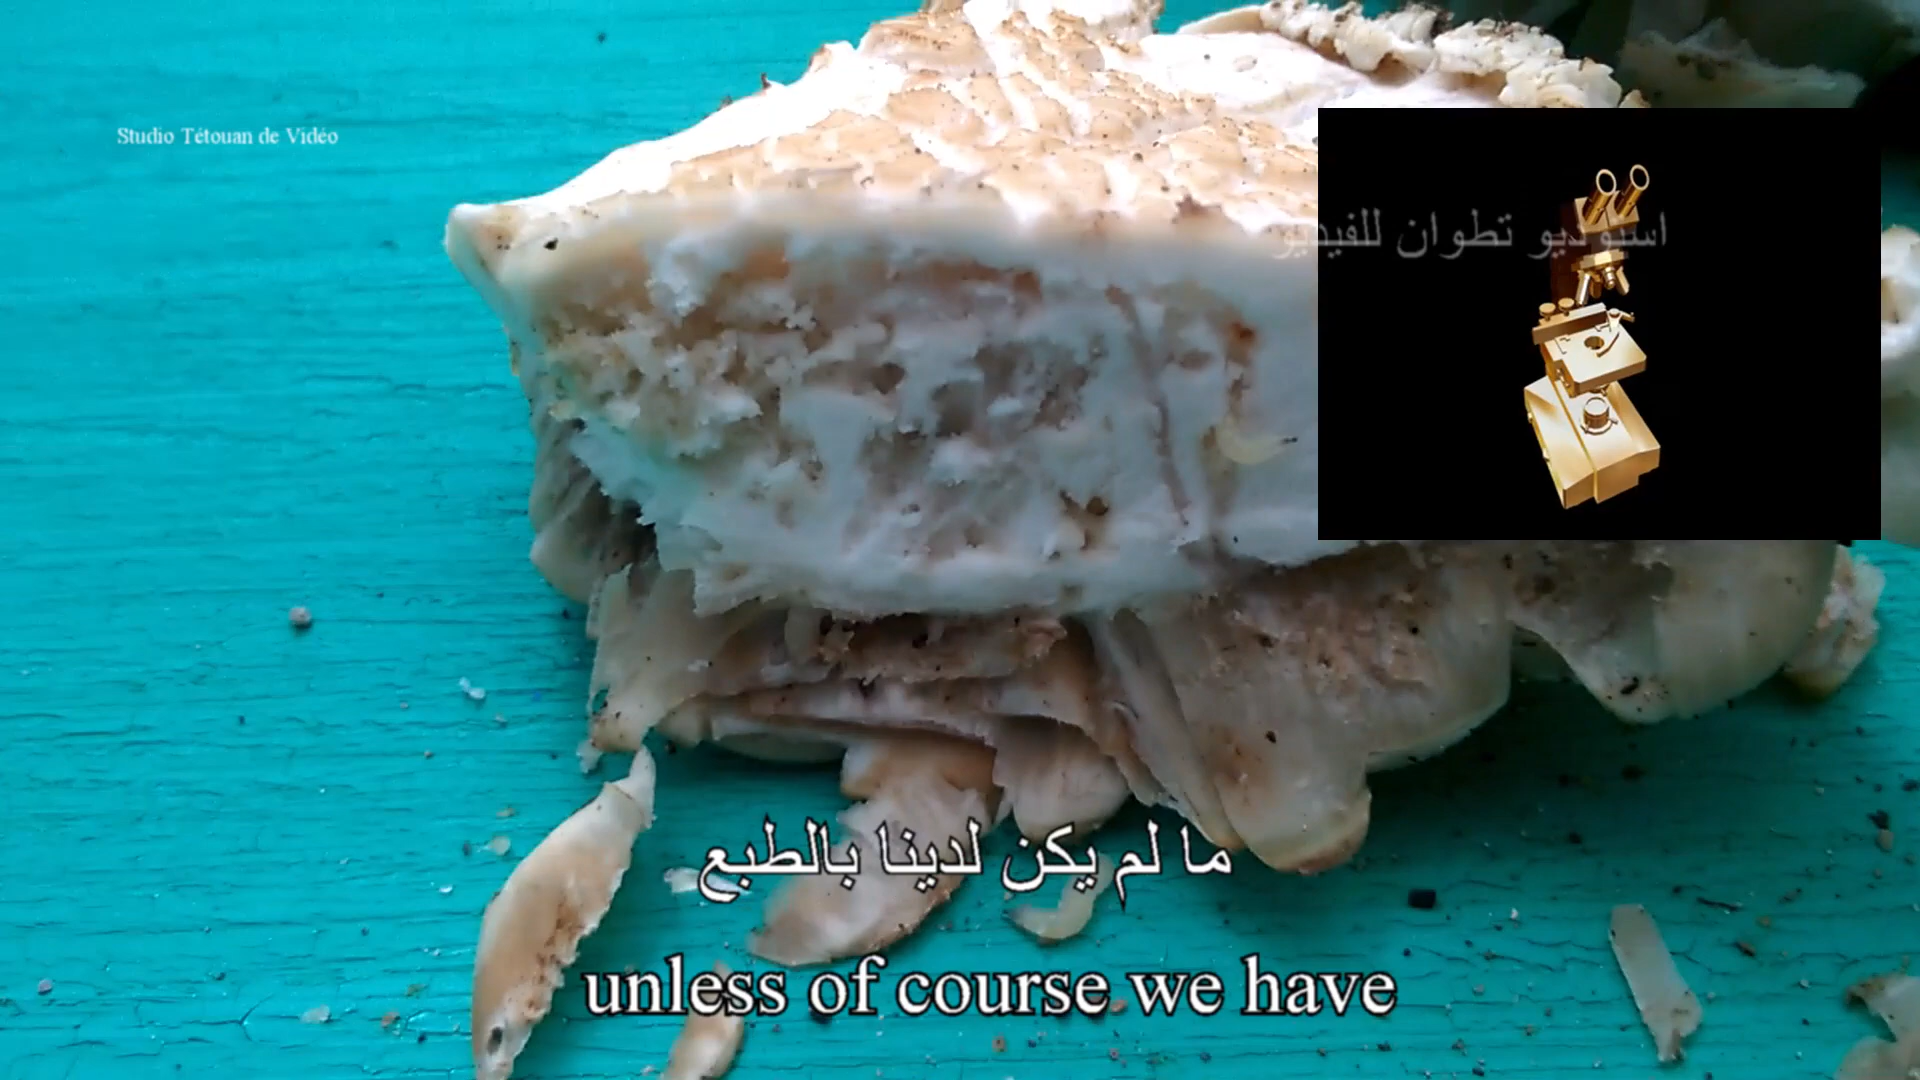 Studio Tétouan de Vidéo
استوديو تطوان للفيديو
ما لم يكن لدينا بالطبع
unless of course we have